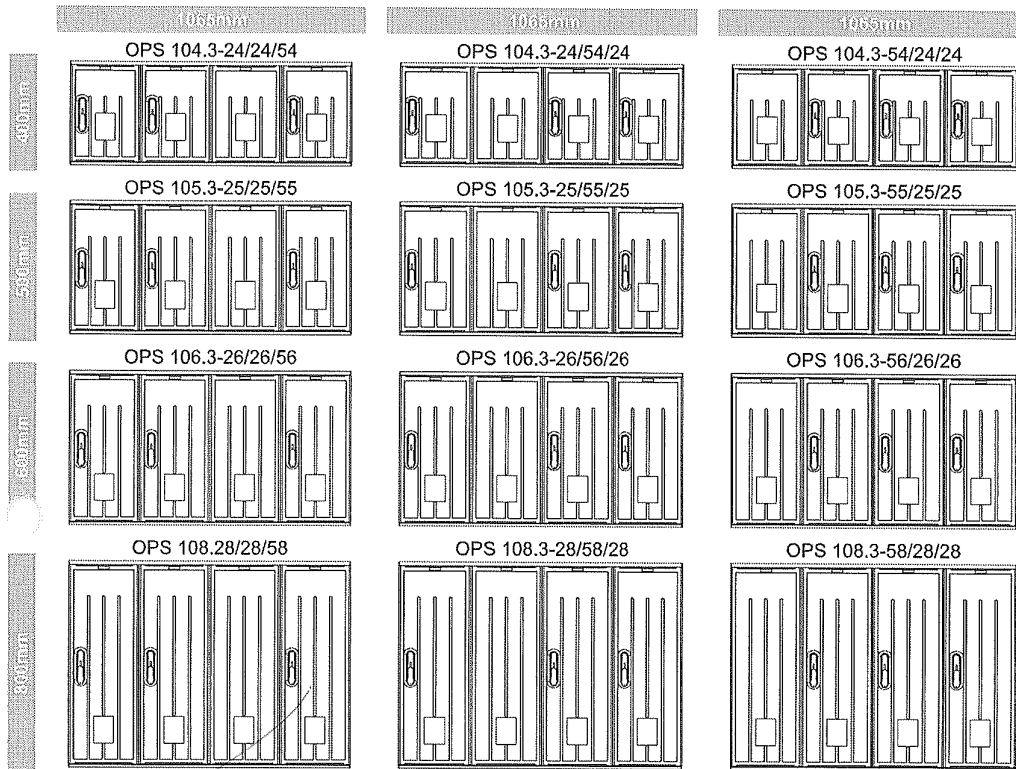 1065mm 1065mm 1065mm
OPS 104.3-24/24/54 OPS 104.3-24/54/24 OPS 104.3-54/24/24
400mm
OPS 105.3-25/25/55 OPS 105.3-25/55/25 OPS 105.3-55/25/25
500mm
OPS 106.3-26/26/56 OPS 106.3-26/56/26 OPS 106.3-56/26/26
600mm
OPS 108.28/28/58 OPS 108.3-28/58/28 OPS 108.3-58/28/28
800mm